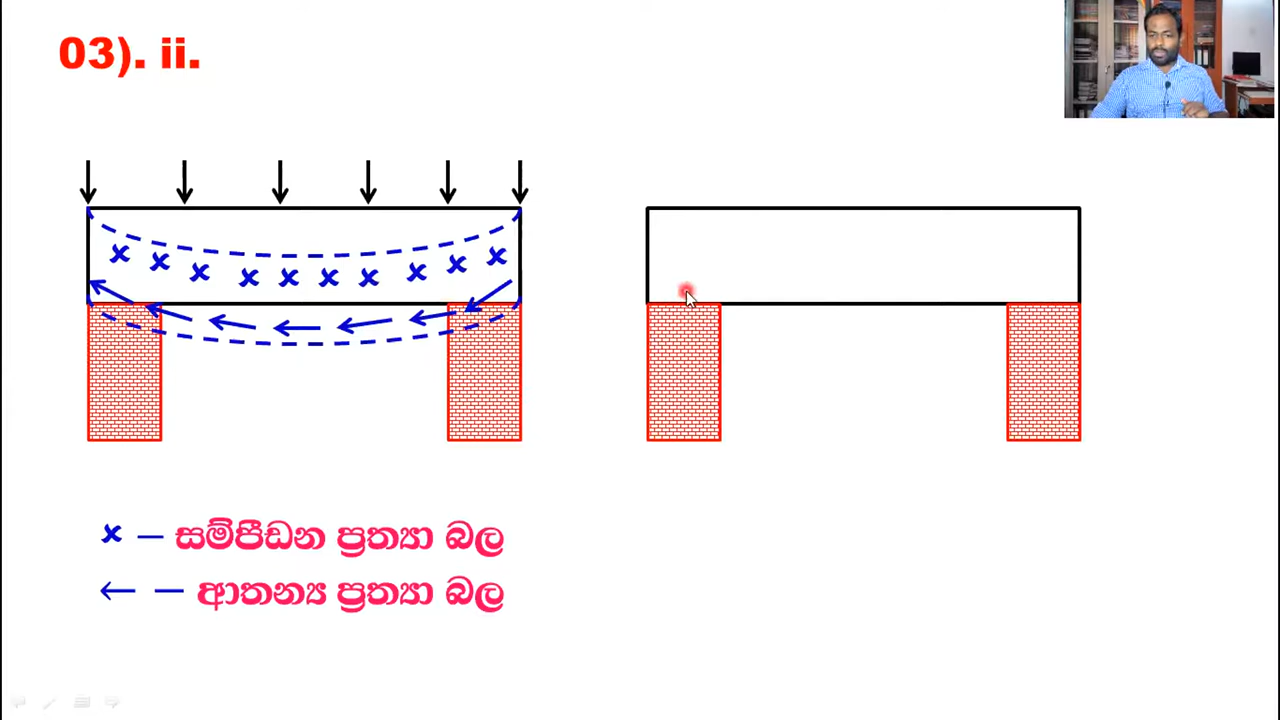 03). ii.
x – සම්පීඩන ප්‍රත්‍යා බල
← – ආතන්‍ය ප්‍රත්‍යා බල